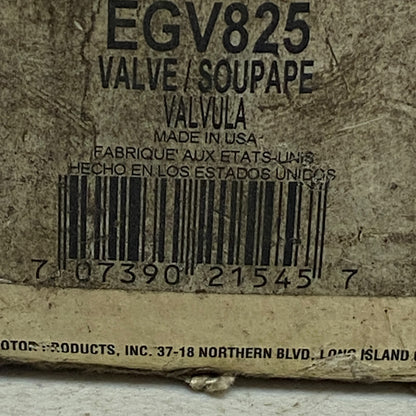 EGV825
VALVE/SOUPAPE
VALVULA
MADE IN USA
FABRIQUE' AUX ETATS-UNIS
HECHO EN LOS ESTADOS UNIDOS
7 07390 21545 7
OTOR PRODUCTS, INC. 37-18 NORTHERN BLVD., LONG ISLAND